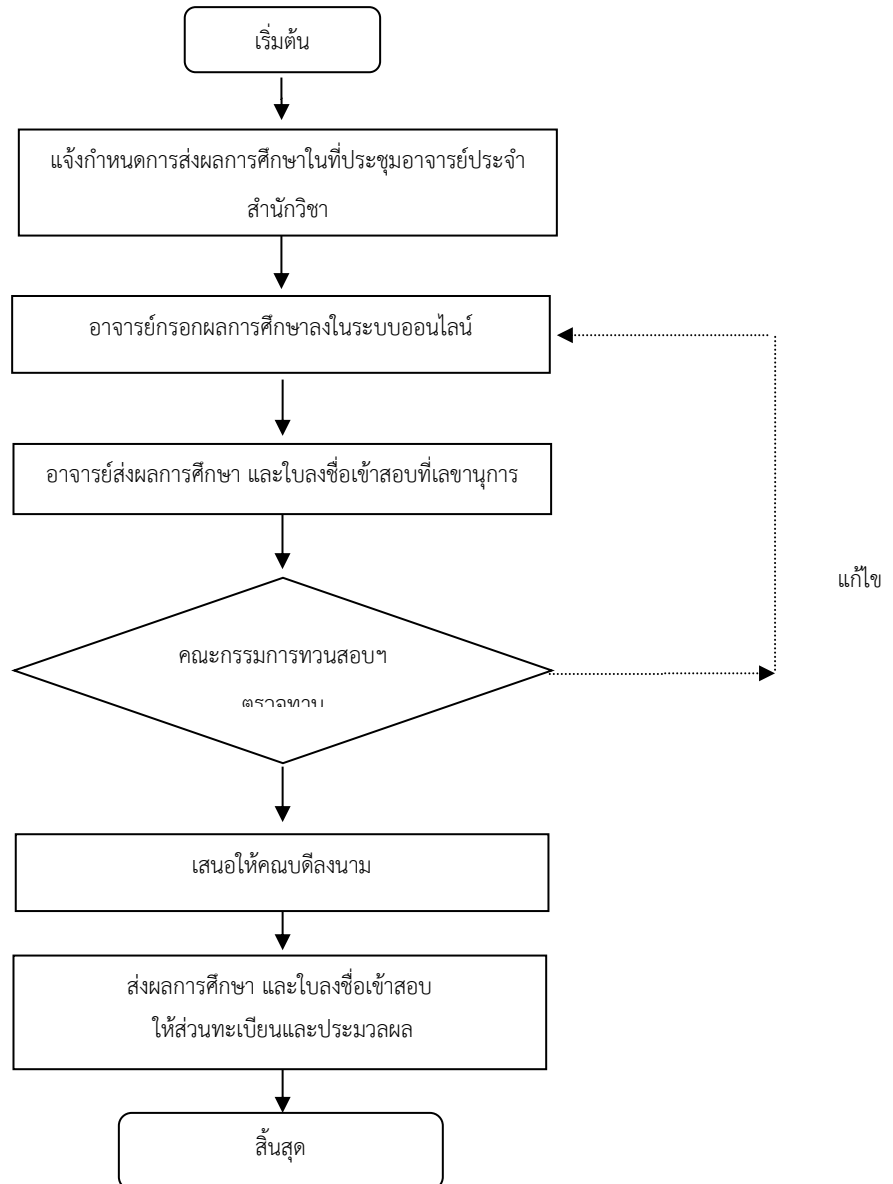 เริ่มต้น
แจ้งกำหนดการส่งผลการศึกษาในที่ประชุมอาจารย์ประจำ
สำนักวิชา
อาจารย์กรอกผลการศึกษาลงในระบบออนไลน์
อาจารย์ส่งผลการศึกษา และใบลงชื่อเข้าสอบที่เลขานุการ
แก้ไข
คณะกรรมการทวนสอบฯ
เสนอให้คณบดีลงนาม
ส่งผลการศึกษา และใบลงชื่อเข้าสอบ
ให้ส่วนทะเบียนและประมวลผล
สิ้นสุด